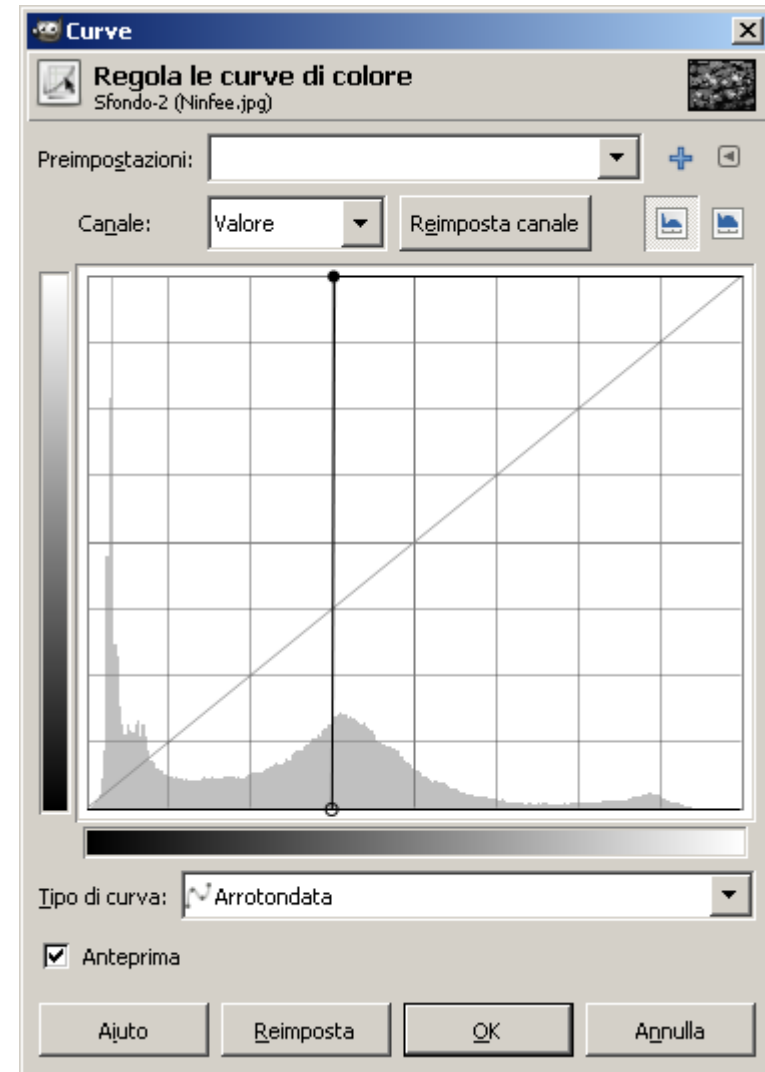 Curve
Regola le curve di colore
Sfondo-2 (Ninfee.jpg)
Preimpostazioni:
Canale: Valore Reimposta canale
Tipo di curva: Arrotondata
Anteprima
Aiuto Reimposta OK Annulla